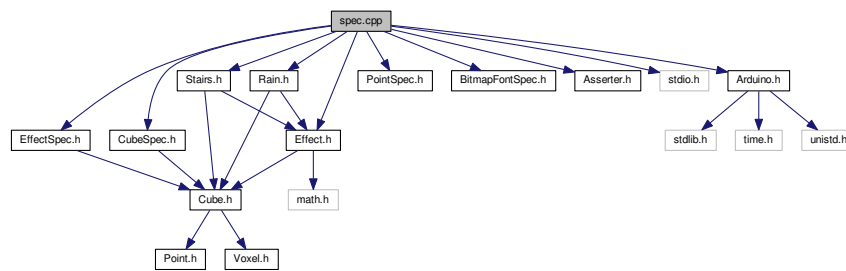 spec.cpp
Stairs.h
Rain.h
PointSpec.h
BitmapFontSpec.h
Asserter.h
stdio.h
Arduino.h
EffectSpec.h
CubeSpec.h
Effect.h
stdlib.h
time.h
unistd.h
Cube.h
math.h
Point.h
Voxel.h